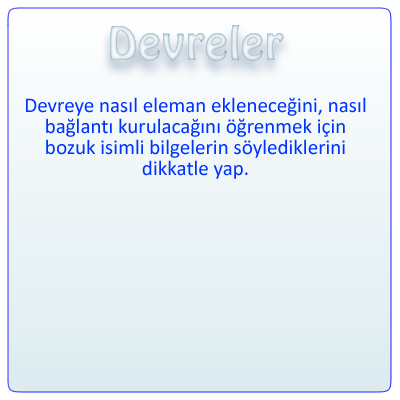 Devreler
Devreye nasıl eleman ekleneceğini, nasıl
bağlantı kurulacağını öğrenmek için
bozuk isimli bilgelerin söylediklerini
dikkatle yap.